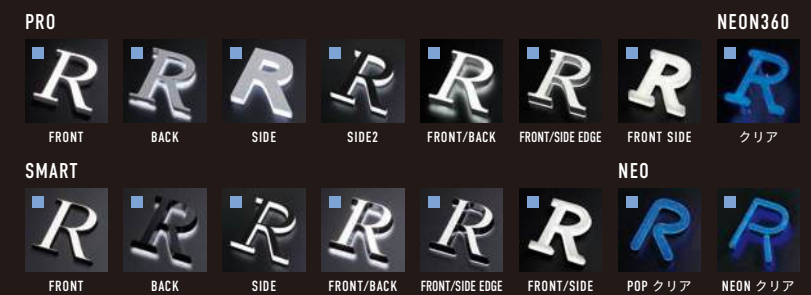 PRO NEON360
R R R R R R R R
FRONT BACK SIDE SIDE2 FRONT/BACK FRONT/SIDE EDGE FRONT SIDE クリア
SMART NEO
R R R R R R R R
FRONT BACK SIDE FRONT/BACK FRONT/SIDE EDGE FRONT/SIDE POP クリア NEON クリア